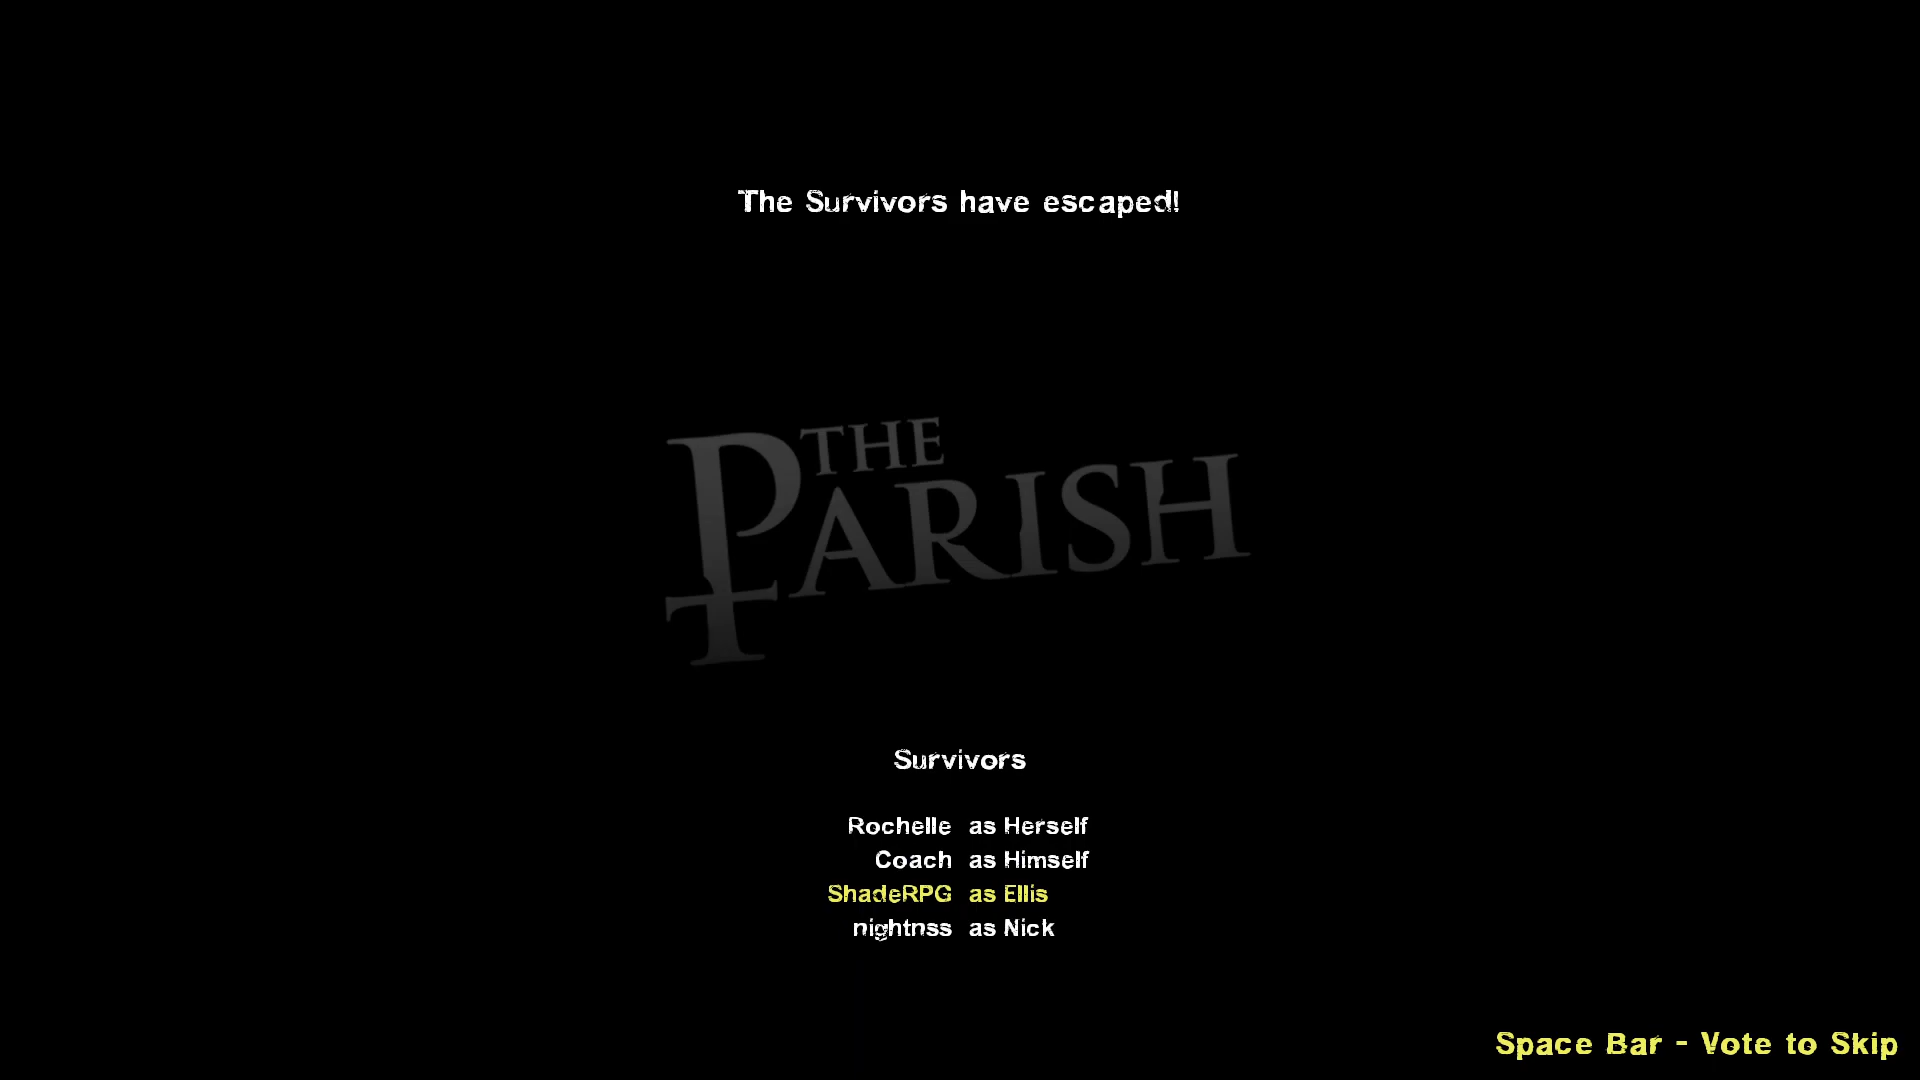 The Survivors have escaped!
THE
PARISH
Survivors
Rochelle as Herself
Coach as Himself
ShadeRPG as Ellis
nightnss as Nick
Space Bar - Vote to Skip